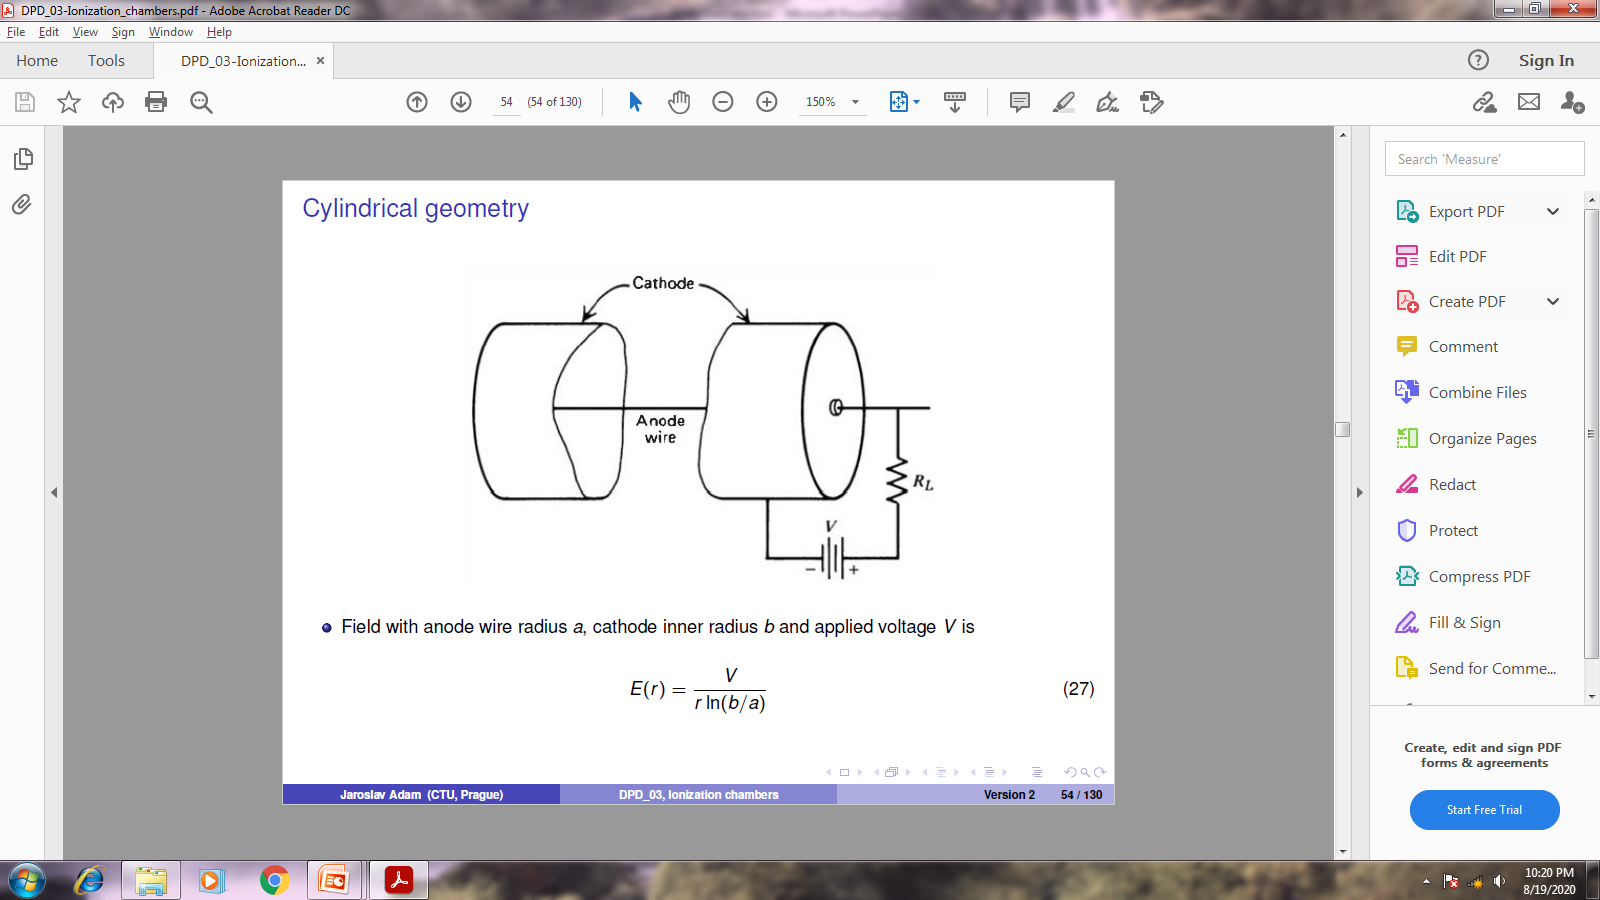 DPD_03-Ionization_chambers.pdf - Adobe Acrobat Reader DC
File Edit View Sign Window Help
Home Tools DPD_03-Ionization... × ? Sign In
54 (54 of 130) 150%
Search 'Measure'
Export PDF
Edit PDF
Create PDF
Comment
Combine Files
Organize Pages
Redact
Protect
Compress PDF
Fill & Sign
Send for Comme...
Create, edit and sign PDF
forms & agreements
Start Free Trial
Cylindrical geometry
Cathode
Anode
wire
R_L
V
− +
Field with anode wire radius a, cathode inner radius b and applied voltage V is
E(r) = V / (r ln(b/a)) (27)
Jaroslav Adam (CTU, Prague) DPD_03, Ionization chambers Version 2 54 / 130
10:20 PM
8/19/2020